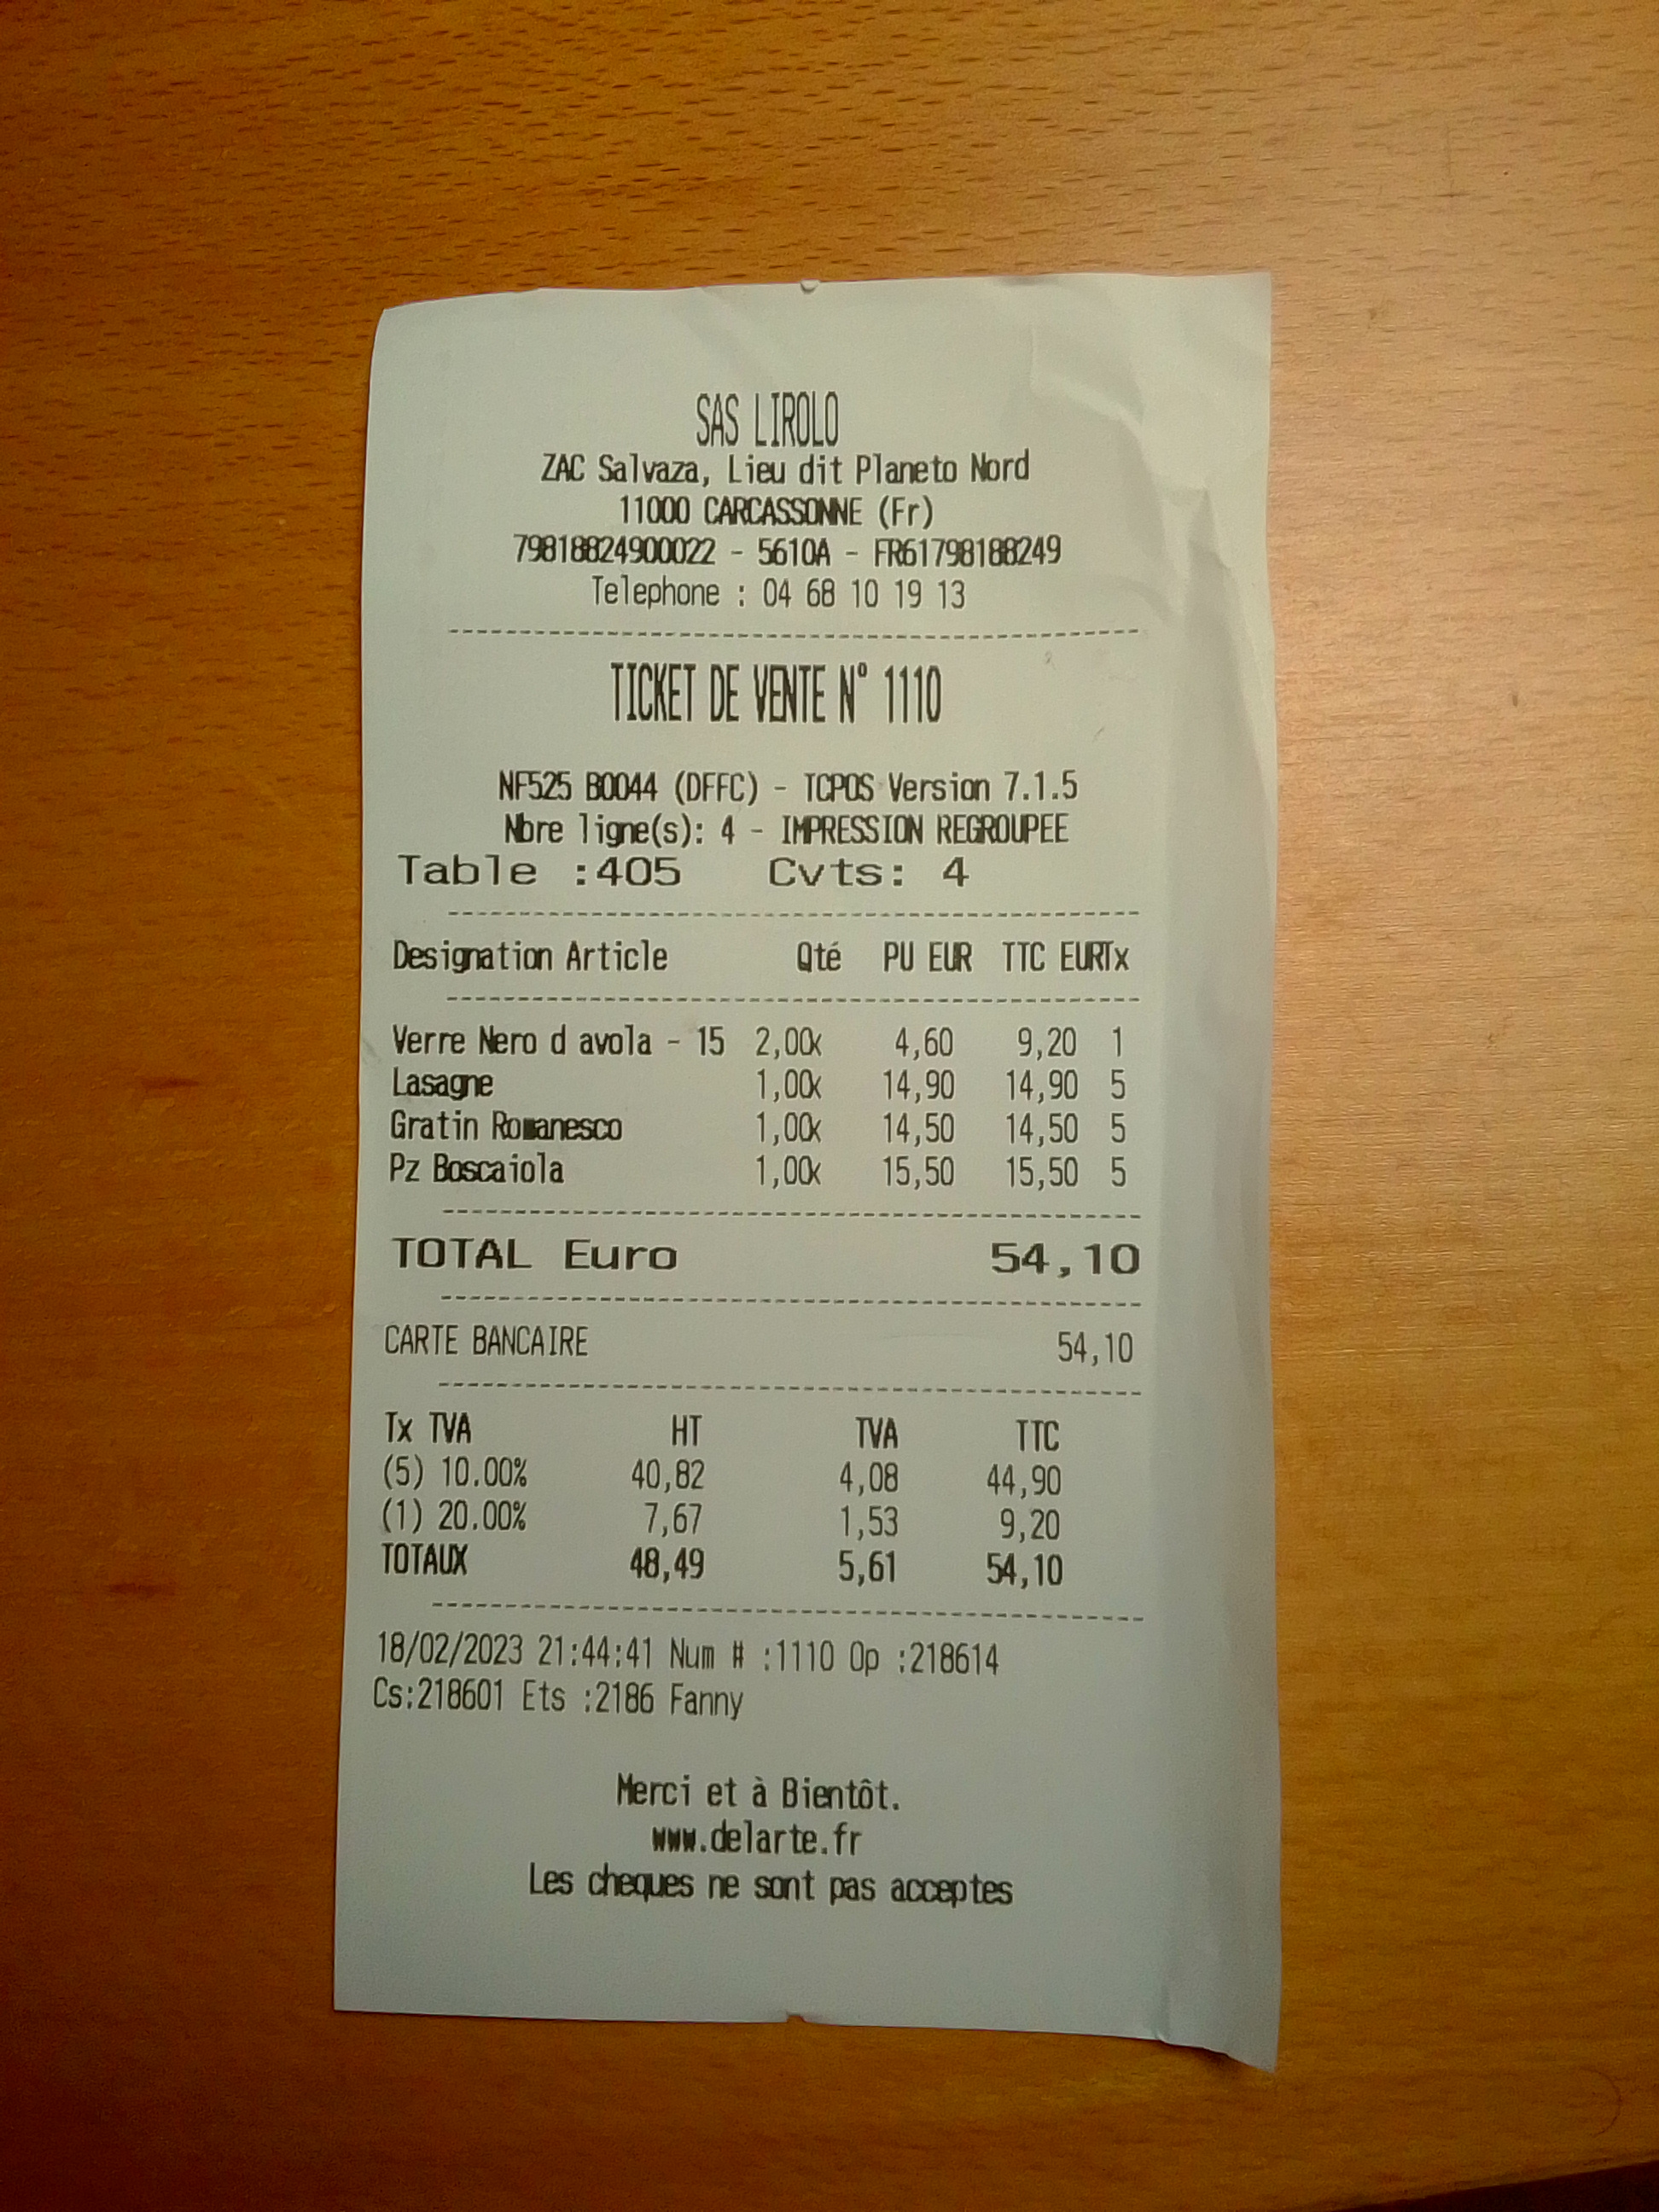 SAS LIROLO
ZAC Salvaza, Lieu dit Planeto Nord
11000 CARCASSONNE (Fr)
79818824900022 - 5610A - FR61798188249
Telephone : 04 68 10 19 13
TICKET DE VENTE N° 1110
NF525 B0044 (DFFC) - TCPOS Version 7.1.5
Nbre ligne(s): 4 - IMPRESSION REGROUPEE
Table :405 Cvts: 4
Designation Article Qté PU EUR TTC EURTx
Verre Nero d avola - 15 2,00x 4,60 9,20 1
Lasagne 1,00x 14,90 14,90 5
Gratin Romanesco 1,00x 14,50 14,50 5
Pz Boscaiola 1,00x 15,50 15,50 5
TOTAL Euro 54,10
CARTE BANCAIRE 54,10
Tx TVA HT TVA TTC
(5) 10.00% 40,82 4,08 44,90
(1) 20.00% 7,67 1,53 9,20
TOTAUX 48,49 5,61 54,10
18/02/2023 21:44:41 Num # :1110 Op :218614
Cs:218601 Ets :2186 Fanny
Merci et à Bientôt.
www.delarte.fr
Les cheques ne sont pas acceptes